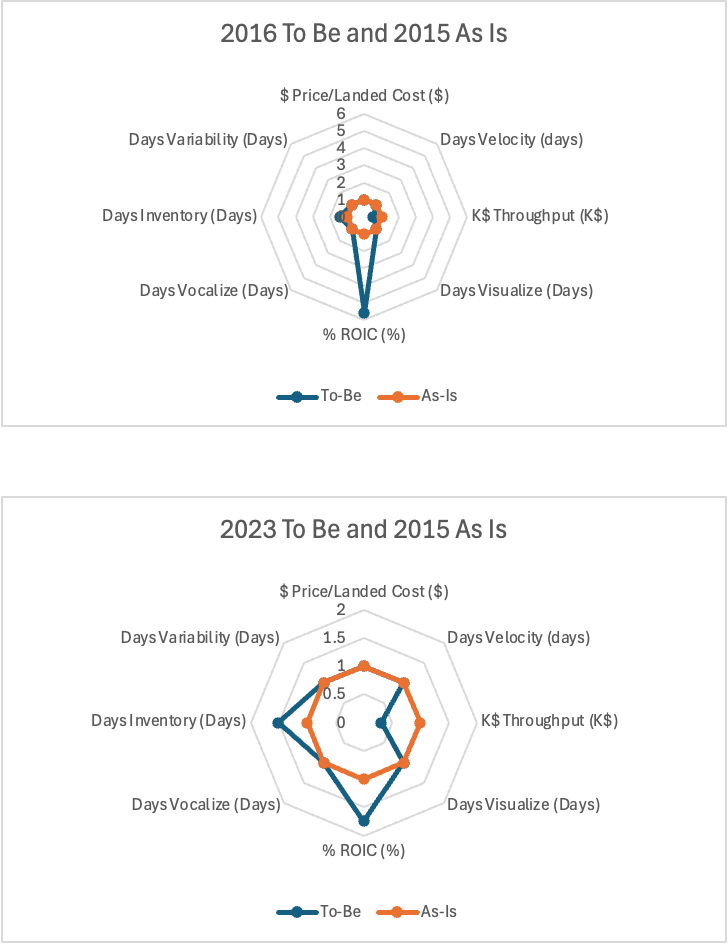 2016 To Be and 2015 As Is
$ Price/Landed Cost ($)
6
Days Variability (Days)
5
Days Velocity (days)
4
3
2
1
Days Inventory (Days)
K$ Throughput (K$)
Days Vocalize (Days)
Days Visualize (Days)
% ROIC (%)
To-Be
As-Is
2023 To Be and 2015 As Is
$ Price/Landed Cost ($)
2
Days Variability (Days)
1.5
Days Velocity (days)
1
0.5
Days Inventory (Days)
0
K$ Throughput (K$)
Days Vocalize (Days)
Days Visualize (Days)
% ROIC (%)
To-Be
As-Is